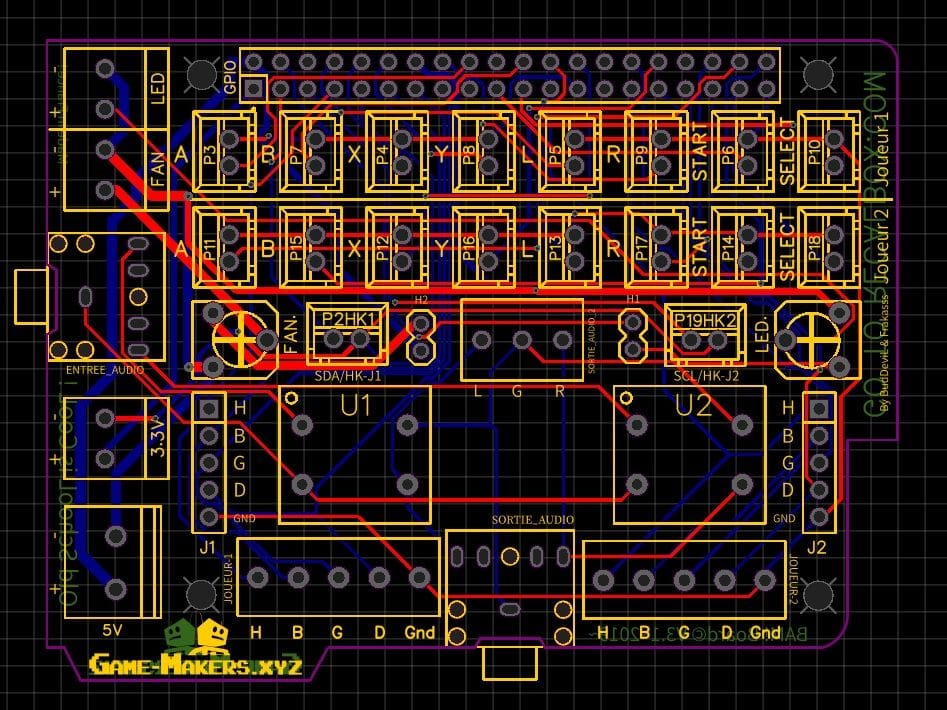 LED
GPIO
FAN
A
P3
B
P7
X
P4
Y
P8
L
P5
R
P9
START
P6
SELECT
P10
Joueur 1
A
P11
B
P15
X
P12
Y
P16
L
P13
R
P17
START
P14
SELECT
P18
Joueur 2
ENTREE_AUDIO
FAN.
P2HK1
SDA/HK-J1
H2
SORTIE_AUDIO_2
L G R
H1
P19HK2
SCL/HK-J2
LED.
By BudDevil & Frakasss
3.3V
H
B
G
D
GND
J1
U1
U2
H
B
G
D
GND
J2
SORTIE_AUDIO
5V
JOUEUR-1
H B G D Gnd
JOUEUR-2
H B G D Gnd
Game-Makers.xyz